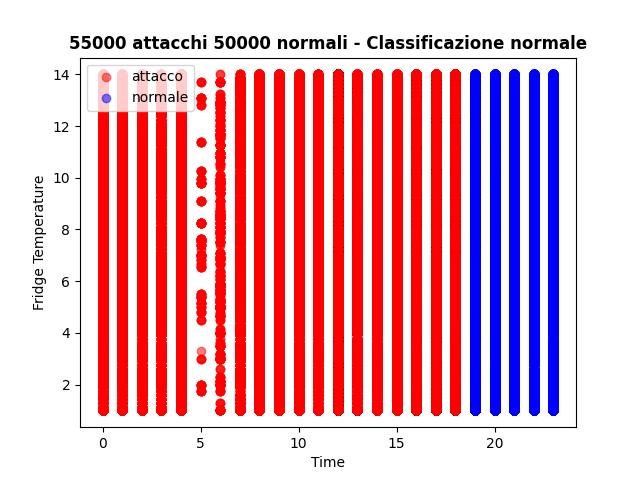 55000 attacchi 50000 normali - Classificazione normale
attacco
normale
14
12
10
8
6
4
2
Fridge Temperature
0 5 10 15 20
Time